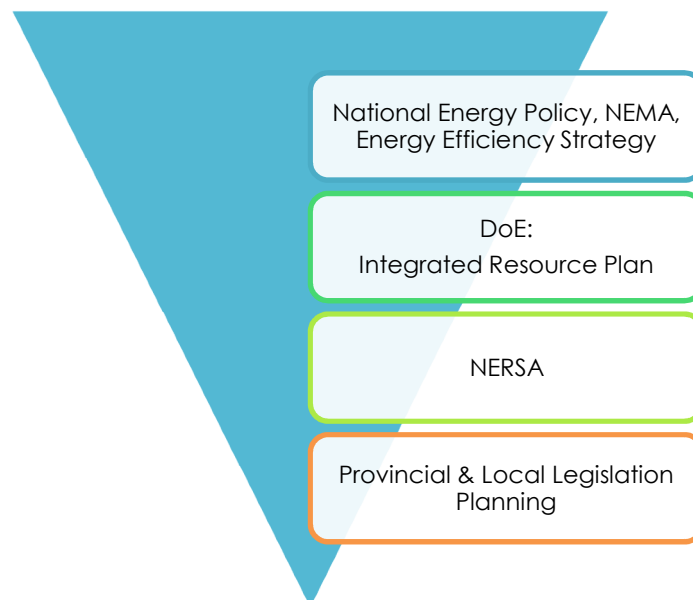 National Energy Policy, NEMA,
Energy Efficiency Strategy
DoE:
Integrated Resource Plan
NERSA
Provincial & Local Legislation
Planning